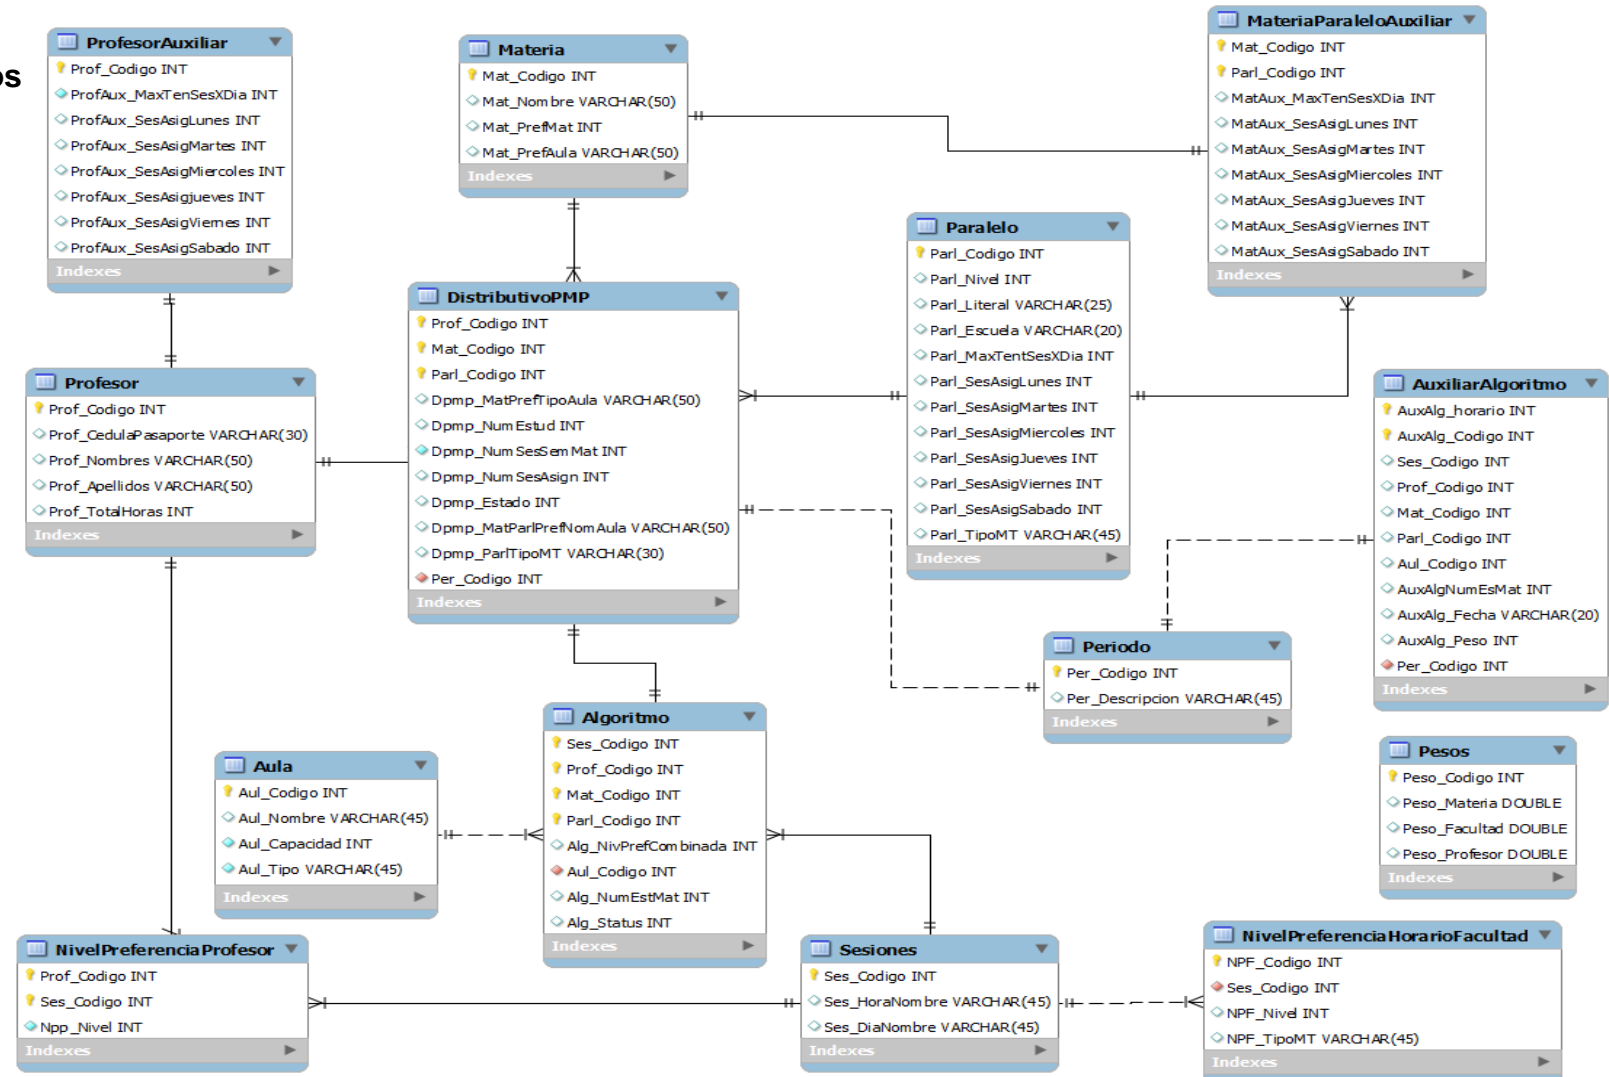 os
ProfesorAuxiliar
Prof_Codigo INT
ProfAux_MaxTenSesXDia INT
ProfAux_SesAsigLunes INT
ProfAux_SesAsigMartes INT
ProfAux_SesAsigMiercoles INT
ProfAux_SesAsigjueves INT
ProfAux_SesAsigViernes INT
ProfAux_SesAsigSabado INT
Indexes
Materia
Mat_Codigo INT
Mat_Nombre VARCHAR(50)
Mat_PrefMat INT
Mat_PrefAula VARCHAR(50)
Indexes
MateriaParaleloAuxiliar
Mat_Codigo INT
Parl_Codigo INT
MatAux_MaxTenSesXDia INT
MatAux_SesAsigLunes INT
MatAux_SesAsigMartes INT
MatAux_SesAsigMiercoles INT
MatAux_SesAsigJueves INT
MatAux_SesAsigViernes INT
MatAux_SesAsigSabado INT
Indexes
Paralelo
Parl_Codigo INT
Parl_Nivel INT
Parl_Literal VARCHAR(25)
Parl_Escuela VARCHAR(20)
Parl_MaxTentSesXDia INT
Parl_SesAsigLunes INT
Parl_SesAsigMartes INT
Parl_SesAsigMiercoles INT
Parl_SesAsigJueves INT
Parl_SesAsigViernes INT
Parl_SesAsigSabado INT
Parl_TipoMT VARCHAR(45)
Indexes
DistributivoPMP
Prof_Codigo INT
Mat_Codigo INT
Parl_Codigo INT
Dpmp_MatPrefTipoAula VARCHAR(50)
Dpmp_NumEstud INT
Dpmp_NumSesSemMat INT
Dpmp_NumSesAsign INT
Dpmp_Estado INT
Dpmp_MatParlPrefNomAula VARCHAR(50)
Dpmp_ParlTipoMT VARCHAR(30)
Per_Codigo INT
Indexes
Profesor
Prof_Codigo INT
Prof_CedulaPasaporte VARCHAR(30)
Prof_Nombres VARCHAR(50)
Prof_Apellidos VARCHAR(50)
Prof_TotalHoras INT
Indexes
AuxiliarAlgoritmo
AuxAlg_horario INT
AuxAlg_Codigo INT
Ses_Codigo INT
Prof_Codigo INT
Mat_Codigo INT
Parl_Codigo INT
Aul_Codigo INT
AuxAlgNumEsMat INT
AuxAlg_Fecha VARCHAR(20)
AuxAlg_Peso INT
Per_Codigo INT
Indexes
Periodo
Per_Codigo INT
Per_Descripcion VARCHAR(45)
Indexes
Algoritmo
Ses_Codigo INT
Prof_Codigo INT
Mat_Codigo INT
Parl_Codigo INT
Alg_NivPrefCombinada INT
Aul_Codigo INT
Alg_NumEstMat INT
Alg_Status INT
Indexes
Aula
Aul_Codigo INT
Aul_Nombre VARCHAR(45)
Aul_Capacidad INT
Aul_Tipo VARCHAR(45)
Indexes
Pesos
Peso_Codigo INT
Peso_Materia DOUBLE
Peso_Facultad DOUBLE
Peso_Profesor DOUBLE
Indexes
NivelPreferenciaProfesor
Prof_Codigo INT
Ses_Codigo INT
Npp_Nivel INT
Indexes
Sesiones
Ses_Codigo INT
Ses_HoraNombre VARCHAR(45)
Ses_DiaNombre VARCHAR(45)
Indexes
NivelPreferenciaHorarioFacultad
NPF_Codigo INT
Ses_Codigo INT
NPF_Nivel INT
NPF_TipoMT VARCHAR(45)
Indexes